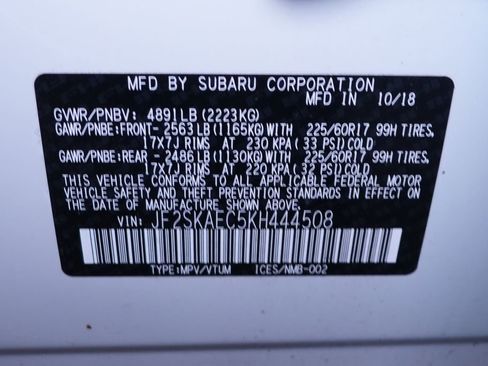 MFD BY SUBARU CORPORATION
MFD IN 10/18
GVWR/PNBV: 4891LB (2223KG)
GAWR/PNBE:FRONT- 2563LB (1165KG) WITH 225/60R17 99H TIRES,
17X7J RIMS AT 230 KPA (33 PSI) COLD
GAWR/PNBE:REAR -2486LB (1130KG) WITH 225/60R17 99H TIRES,
17X7J RIMS AT 220 KPA (32 PSI) COLD
THIS VEHICLE CONFORMS TO ALL APPLICABLE FEDERAL MOTOR
VEHICLE SAFETY AND THEFT PREVENTION STANDARDS IN EFFECT
ON THE DATE OF MANUFACTURE SHOWN ABOVE.
VIN: JF2SKAEC5KH444508
TYPE:MPV/VTUM ICES/NMB-002